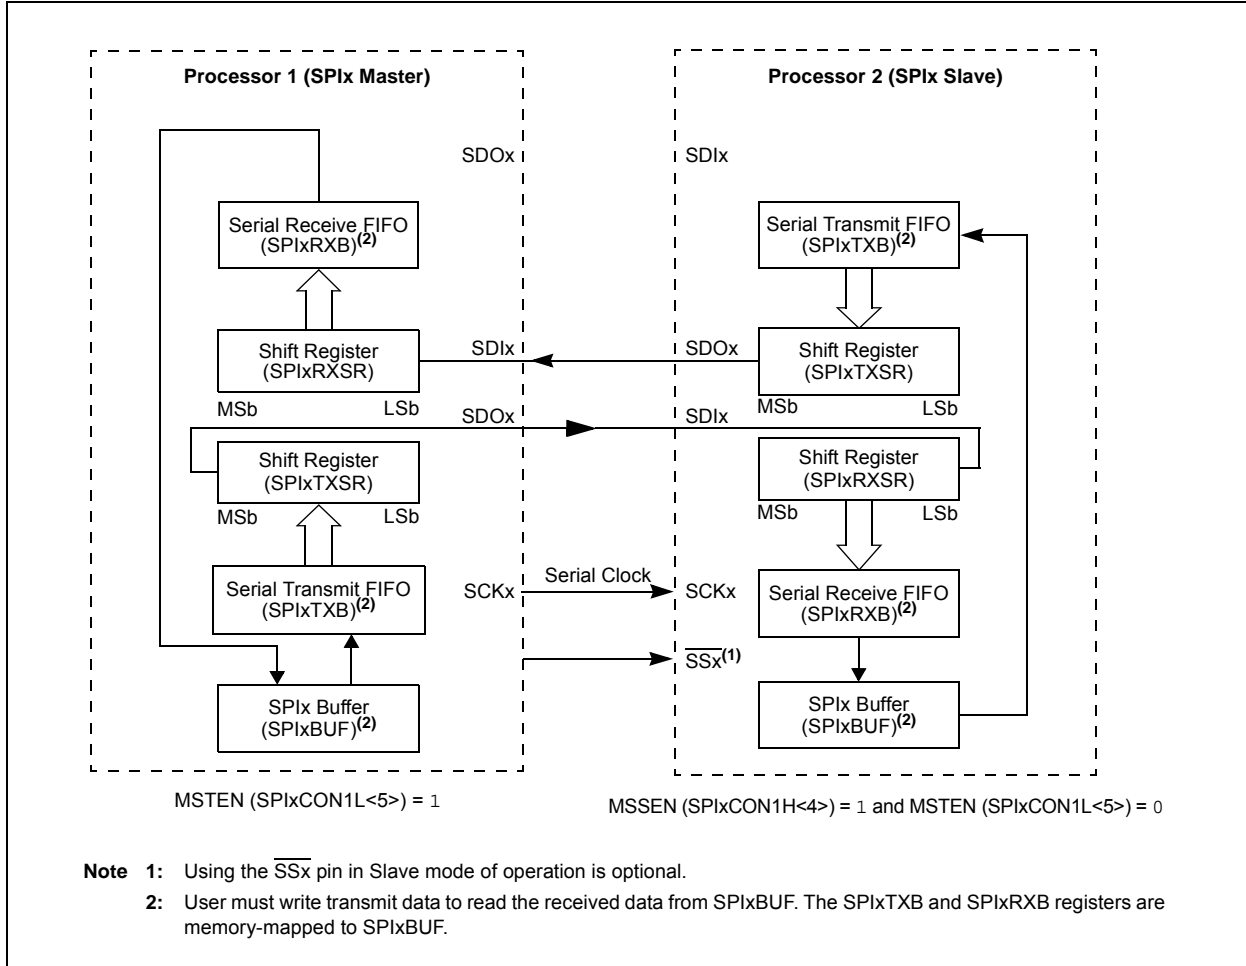 Processor 1 (SPIx Master)
Processor 2 (SPIx Slave)
SDOx
SDIx
Serial Receive FIFO
(SPIxRXB)(2)
Serial Transmit FIFO
(SPIxTXB)(2)
Shift Register
(SPIxRXSR)
SDIx
SDOx
Shift Register
(SPIxTXSR)
MSb
LSb
MSb
LSb
SDOx
SDIx
Shift Register
(SPIxTXSR)
Shift Register
(SPIxRXSR)
MSb
LSb
MSb
LSb
Serial Transmit FIFO
(SPIxTXB)(2)
SCKx
Serial Clock
SCKx
Serial Receive FIFO
(SPIxRXB)(2)
SSx(1)
SPIx Buffer
(SPIxBUF)(2)
SPIx Buffer
(SPIxBUF)(2)
MSTEN (SPIxCON1L<5>) = 1
MSSEN (SPIxCON1H<4>) = 1 and MSTEN (SPIxCON1L<5>) = 0
Note 1: Using the SSx pin in Slave mode of operation is optional.
2: User must write transmit data to read the received data from SPIxBUF. The SPIxTXB and SPIxRXB registers are
memory-mapped to SPIxBUF.